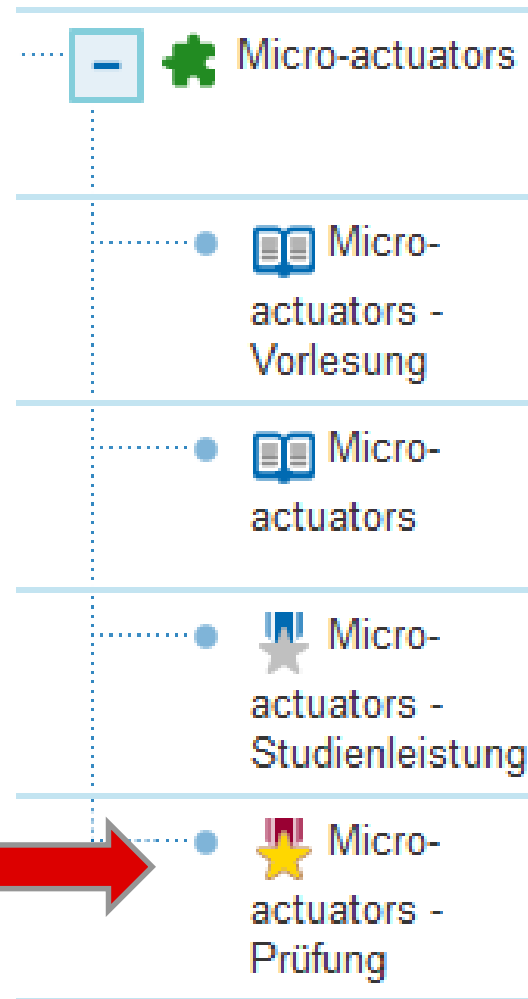 Micro-actuators
Micro-
actuators -
Vorlesung
Micro-
actuators
Micro-
actuators -
Studienleistung
Micro-
actuators -
Prüfung